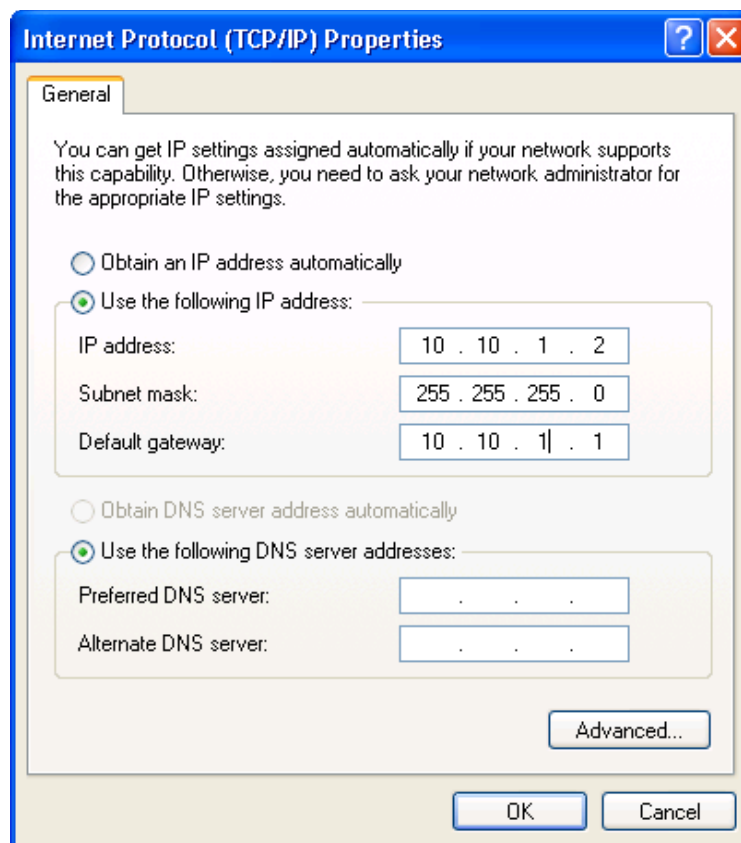 Internet Protocol (TCP/IP) Properties
General
You can get IP settings assigned automatically if your network supports
this capability. Otherwise, you need to ask your network administrator for
the appropriate IP settings.
Obtain an IP address automatically
Use the following IP address:
IP address: 10 . 10 . 1 . 2
Subnet mask: 255 . 255 . 255 . 0
Default gateway: 10 . 10 . 1 . 1
Obtain DNS server address automatically
Use the following DNS server addresses:
Preferred DNS server: . . .
Alternate DNS server: . . .
Advanced...
OK Cancel